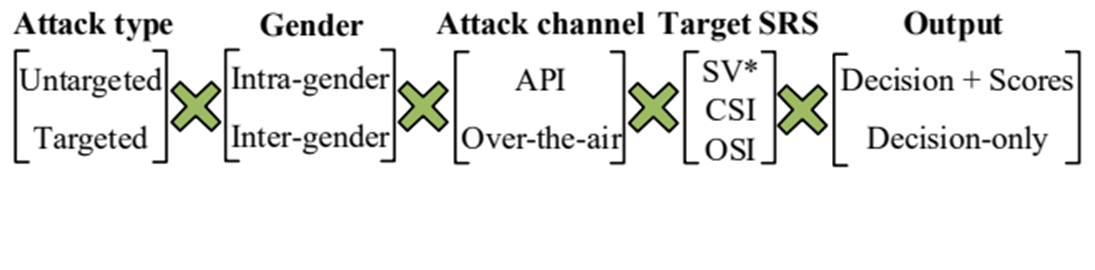 Attack type Gender Attack channel Target SRS Output
Untargeted Intra-gender API SV* Decision + Scores
CSI
Targeted Inter-gender Over-the-air OSI Decision-only